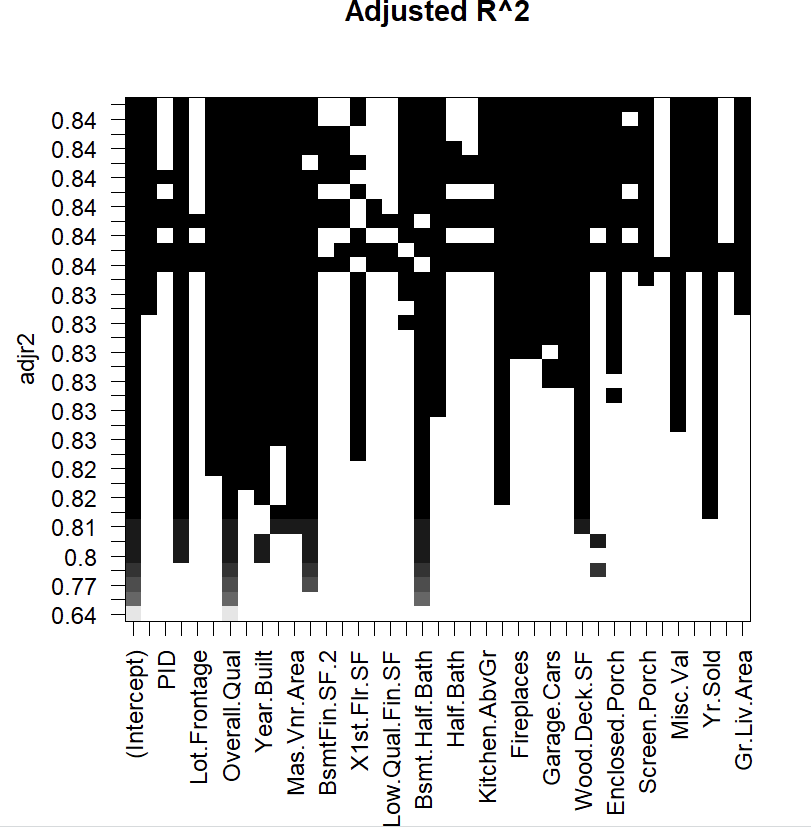 Adjusted R^2
adjr2
0.84
0.84
0.84
0.84
0.84
0.84
0.83
0.83
0.83
0.83
0.83
0.83
0.82
0.82
0.81
0.8
0.77
0.64
(Intercept)
PID
Lot.Frontage
Overall.Qual
Year.Built
Mas.Vnr.Area
BsmtFin.SF.2
X1st.Flr.SF
Low.Qual.Fin.SF
Bsmt.Half.Bath
Half.Bath
Kitchen.AbvGr
Fireplaces
Garage.Cars
Wood.Deck.SF
Enclosed.Porch
Screen.Porch
Misc.Val
Yr.Sold
Gr.Liv.Area